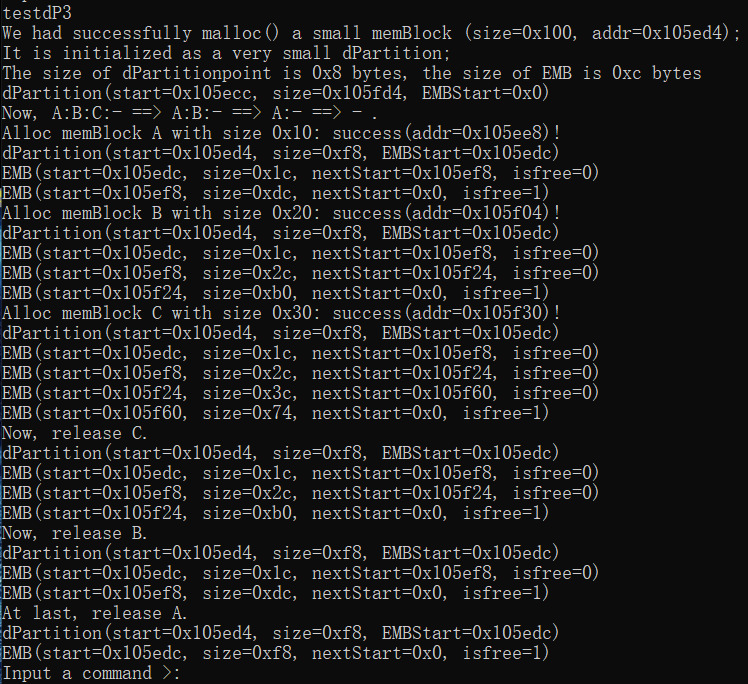 testdP3
We had successfully malloc() a small memBlock (size=0x100, addr=0x105ed4);
It is initialized as a very small dPartition;
The size of dPartitionpoint is 0x8 bytes, the size of EMB is 0xc bytes
dPartition(start=0x105ecc, size=0x105fd4, EMBStart=0x0)
Now, A:B:C:- ==> A:B:- ==> A:- ==> - .
Alloc memBlock A with size 0x10: success(addr=0x105ee8)!
dPartition(start=0x105ed4, size=0xf8, EMBStart=0x105edc)
EMB(start=0x105edc, size=0x1c, nextStart=0x105ef8, isfree=0)
EMB(start=0x105ef8, size=0xdc, nextStart=0x0, isfree=1)
Alloc memBlock B with size 0x20: success(addr=0x105f04)!
dPartition(start=0x105ed4, size=0xf8, EMBStart=0x105edc)
EMB(start=0x105edc, size=0x1c, nextStart=0x105ef8, isfree=0)
EMB(start=0x105ef8, size=0x2c, nextStart=0x105f24, isfree=0)
EMB(start=0x105f24, size=0xb0, nextStart=0x0, isfree=1)
Alloc memBlock C with size 0x30: success(addr=0x105f30)!
dPartition(start=0x105ed4, size=0xf8, EMBStart=0x105edc)
EMB(start=0x105edc, size=0x1c, nextStart=0x105ef8, isfree=0)
EMB(start=0x105ef8, size=0x2c, nextStart=0x105f24, isfree=0)
EMB(start=0x105f24, size=0x3c, nextStart=0x105f60, isfree=0)
EMB(start=0x105f60, size=0x74, nextStart=0x0, isfree=1)
Now, release C.
dPartition(start=0x105ed4, size=0xf8, EMBStart=0x105edc)
EMB(start=0x105edc, size=0x1c, nextStart=0x105ef8, isfree=0)
EMB(start=0x105ef8, size=0x2c, nextStart=0x105f24, isfree=0)
EMB(start=0x105f24, size=0xb0, nextStart=0x0, isfree=1)
Now, release B.
dPartition(start=0x105ed4, size=0xf8, EMBStart=0x105edc)
EMB(start=0x105edc, size=0x1c, nextStart=0x105ef8, isfree=0)
EMB(start=0x105ef8, size=0xdc, nextStart=0x0, isfree=1)
At last, release A.
dPartition(start=0x105ed4, size=0xf8, EMBStart=0x105edc)
EMB(start=0x105edc, size=0xf8, nextStart=0x0, isfree=1)
Input a command >: